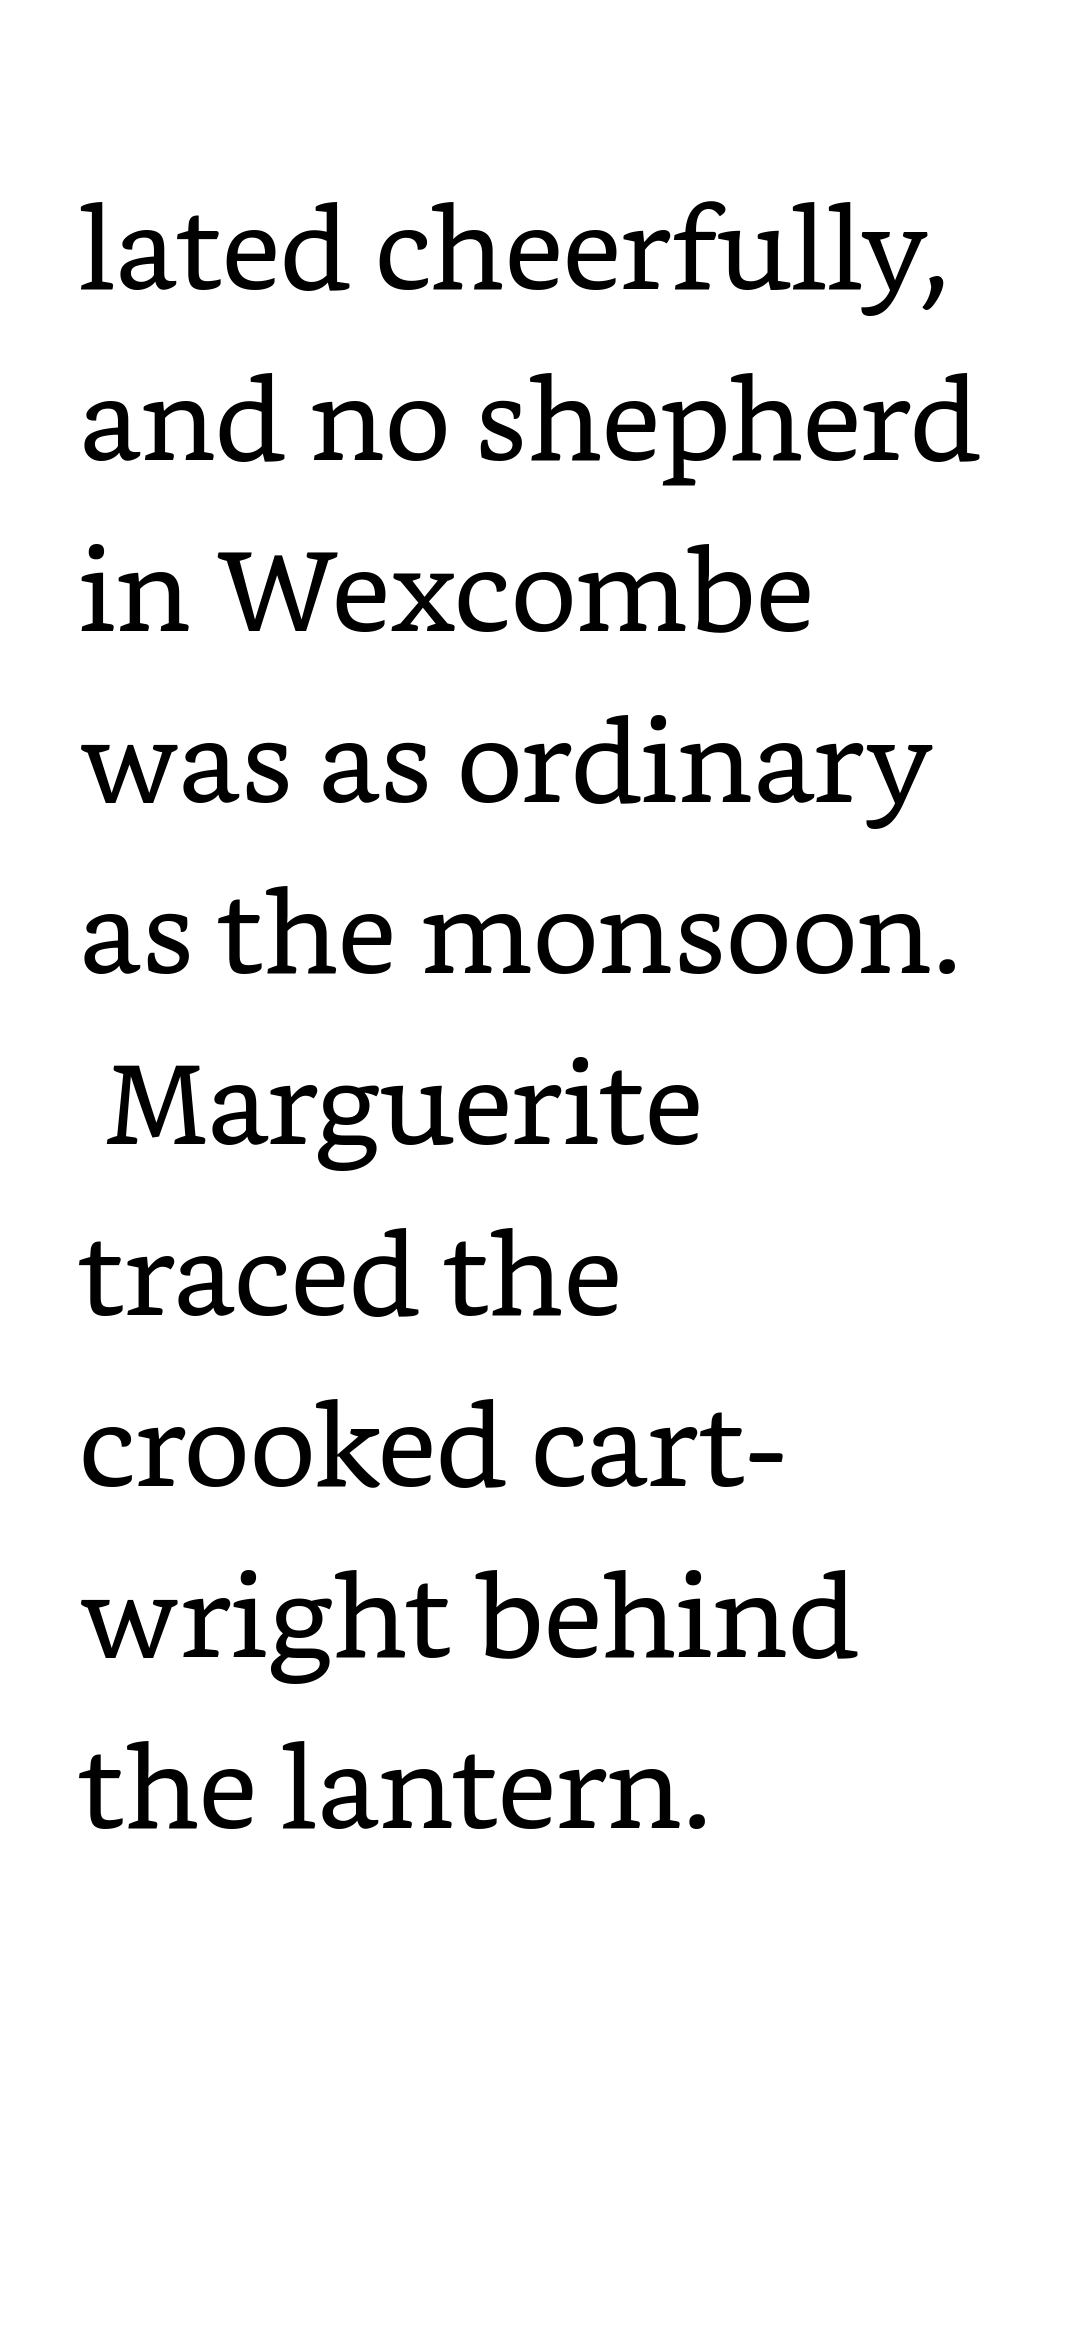 lated cheerfully,
and no shepherd
in Wexcombe
was as ordinary
as the monsoon.
Marguerite
traced the
crooked cart-
wright behind
the lantern.